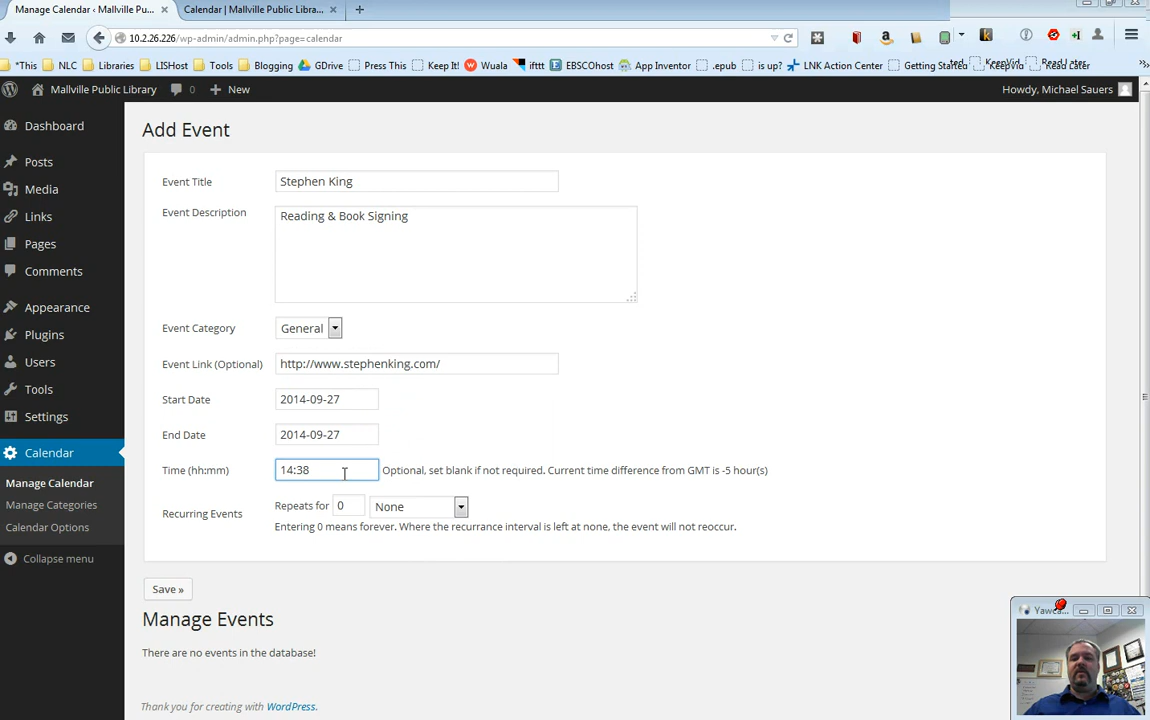 Manage Calendar ‹ Mallville Pu...
Calendar | Mallville Public Libra...
10.2.26.226/wp-admin/admin.php?page=calendar
*This NLC Libraries LISHost Tools Blogging GDrive Press This Keep It! Wuala ifttt EBSCOhost App Inventor .epub is up? LNK Action Center Getting Started KeepVid Read Later
Mallville Public Library 0 New Howdy, Michael Sauers
Dashboard
Posts
Media
Links
Pages
Comments
Appearance
Plugins
Users
Tools
Settings
Calendar
Manage Calendar
Manage Categories
Calendar Options
Collapse menu
Add Event
Event Title Stephen King
Event Description Reading & Book Signing
Event Category General
Event Link (Optional) http://www.stephenking.com/
Start Date 2014-09-27
End Date 2014-09-27
Time (hh:mm) 14:38 Optional, set blank if not required. Current time difference from GMT is -5 hour(s)
Recurring Events Repeats for 0 None
Entering 0 means forever. Where the recurrance interval is left at none, the event will not reoccur.
Save »
Manage Events
There are no events in the database!
Thank you for creating with WordPress.
Yawca...